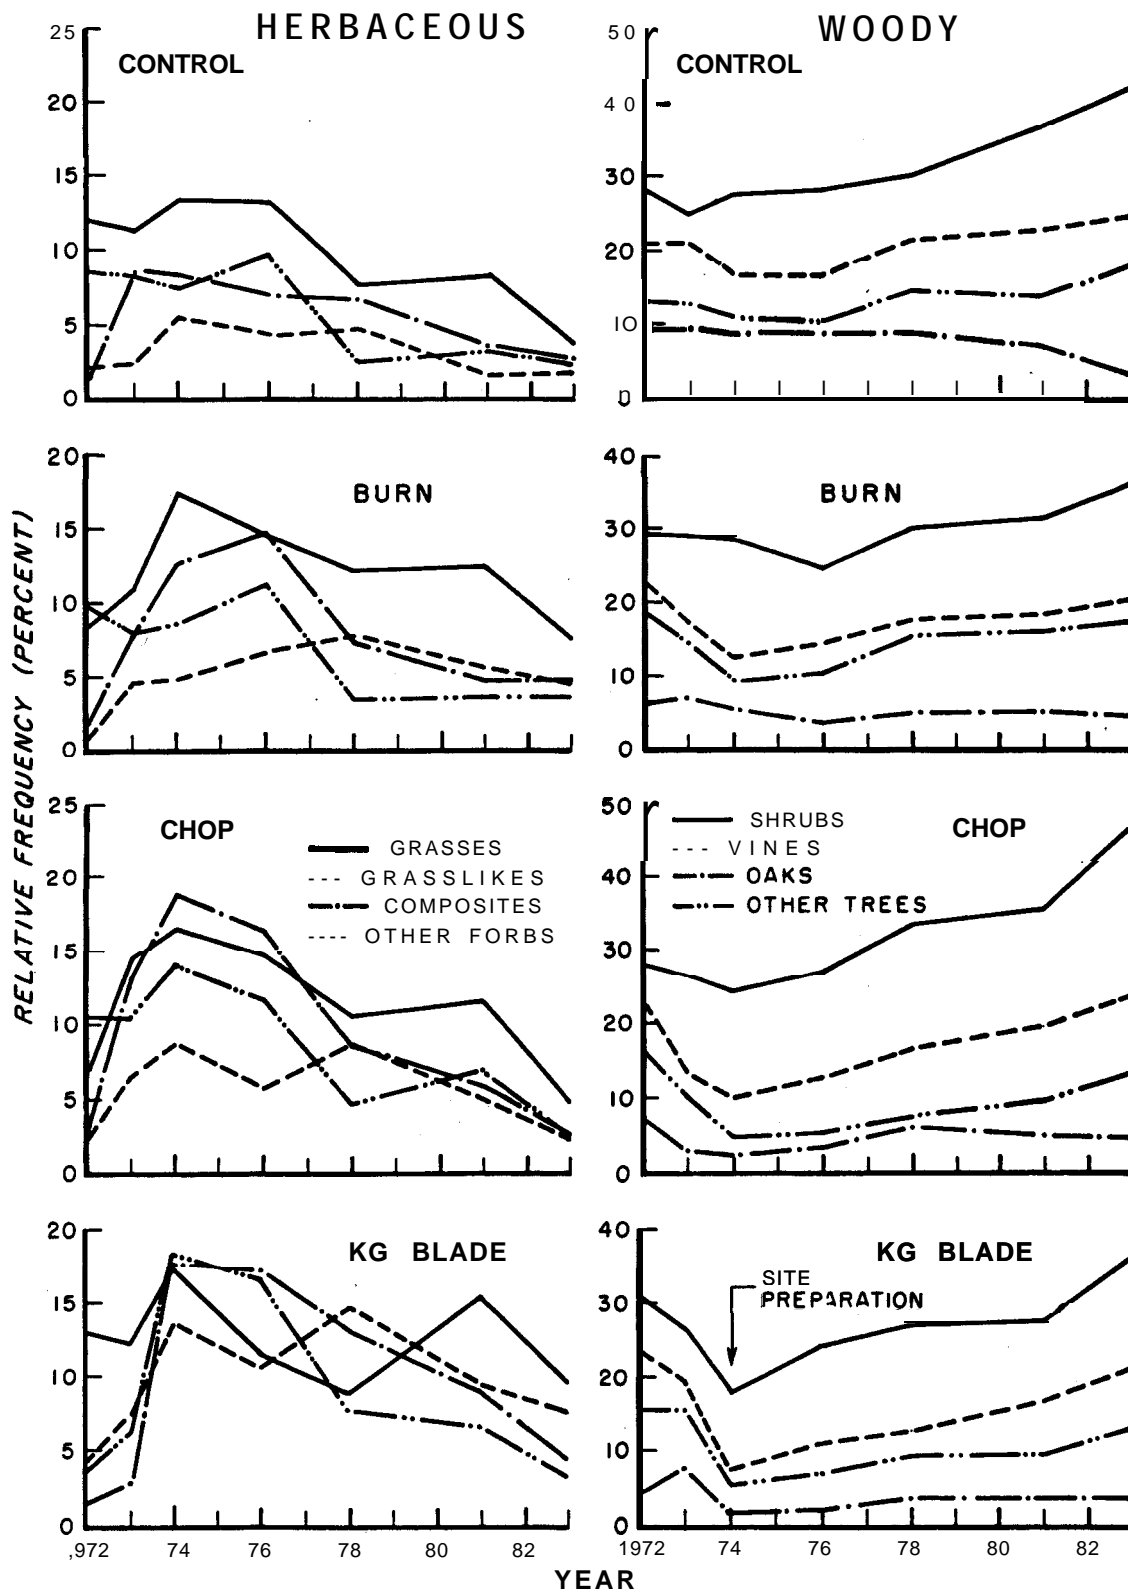 HERBACEOUS
WOODY
25
CONTROL
20
15
10
5
0
50
CONTROL
40
30
20
10
0
RELATIVE FREQUENCY (PERCENT)
20
BURN
15
10
5
0
40
BURN
30
20
10
0
25
CHOP
20
15
10
5
0
GRASSES
GRASSLIKES
COMPOSITES
OTHER FORBS
50
SHRUBS
CHOP
VINES
40
OAKS
OTHER TREES
30
20
10
0
20
KG BLADE
15
10
5
0
,972 74 76 78 80 82
40
KG BLADE
SITE
PREPARATION
30
20
10
0
1972 74 76 78 80 82
YEAR